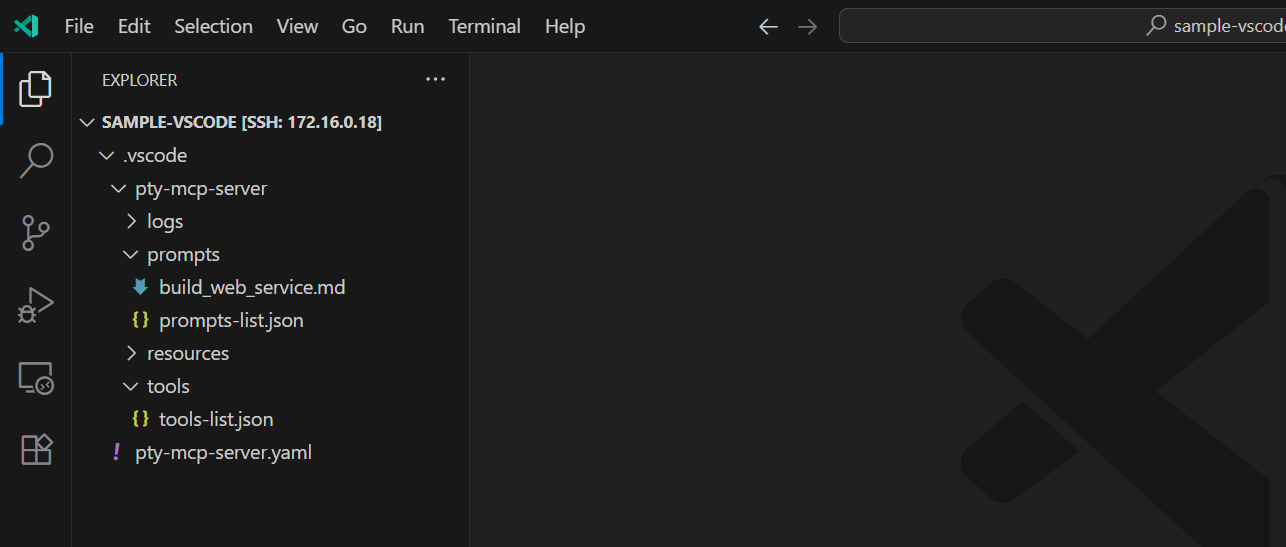 File Edit Selection View Go Run Terminal Help
sample-vscode
EXPLORER
SAMPLE-VSCODE [SSH: 172.16.0.18]
.vscode
pty-mcp-server
logs
prompts
build_web_service.md
{} prompts-list.json
resources
tools
{} tools-list.json
! pty-mcp-server.yaml